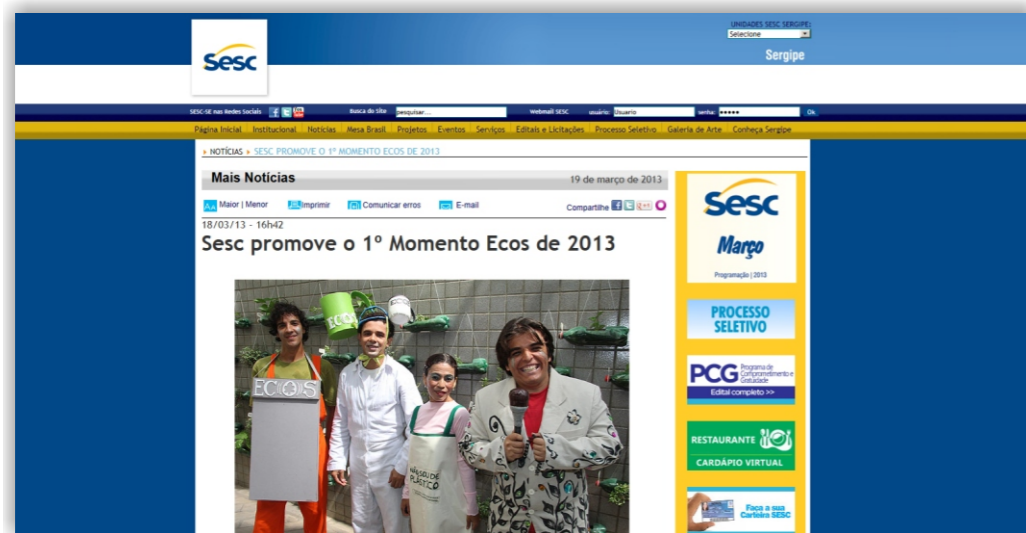 UNIDADES SESC SERGIPE:
Selecione
Sesc
Sergipe
SESC-SE nas Redes Sociais
Busca do Site
pesquisar...
Webmail SESC
usuário:
Usuario
senha:
•••••
Ok
Página Inicial Institucional Notícias Mesa Brasil Projetos Eventos Serviços Editais e Licitações Processo Seletivo Galeria de Arte Conheça Sergipe
NOTÍCIAS SESC PROMOVE O 1º MOMENTO ECOS DE 2013
Mais Notícias
19 de março de 2013
Maior | Menor Imprimir Comunicar erros E-mail
Compartilhe
18/03/13 - 16h42
Sesc promove o 1º Momento Ecos de 2013
ECOS
ECOS
PLÁSTICO
Sesc
Março
Programação | 2013
PROCESSO
SELETIVO
PCG
Programa de
Comprometimento e
Gratuidade
Edital completo >>
RESTAURANTE
CARDÁPIO VIRTUAL
Faça a sua
Carteira SESC